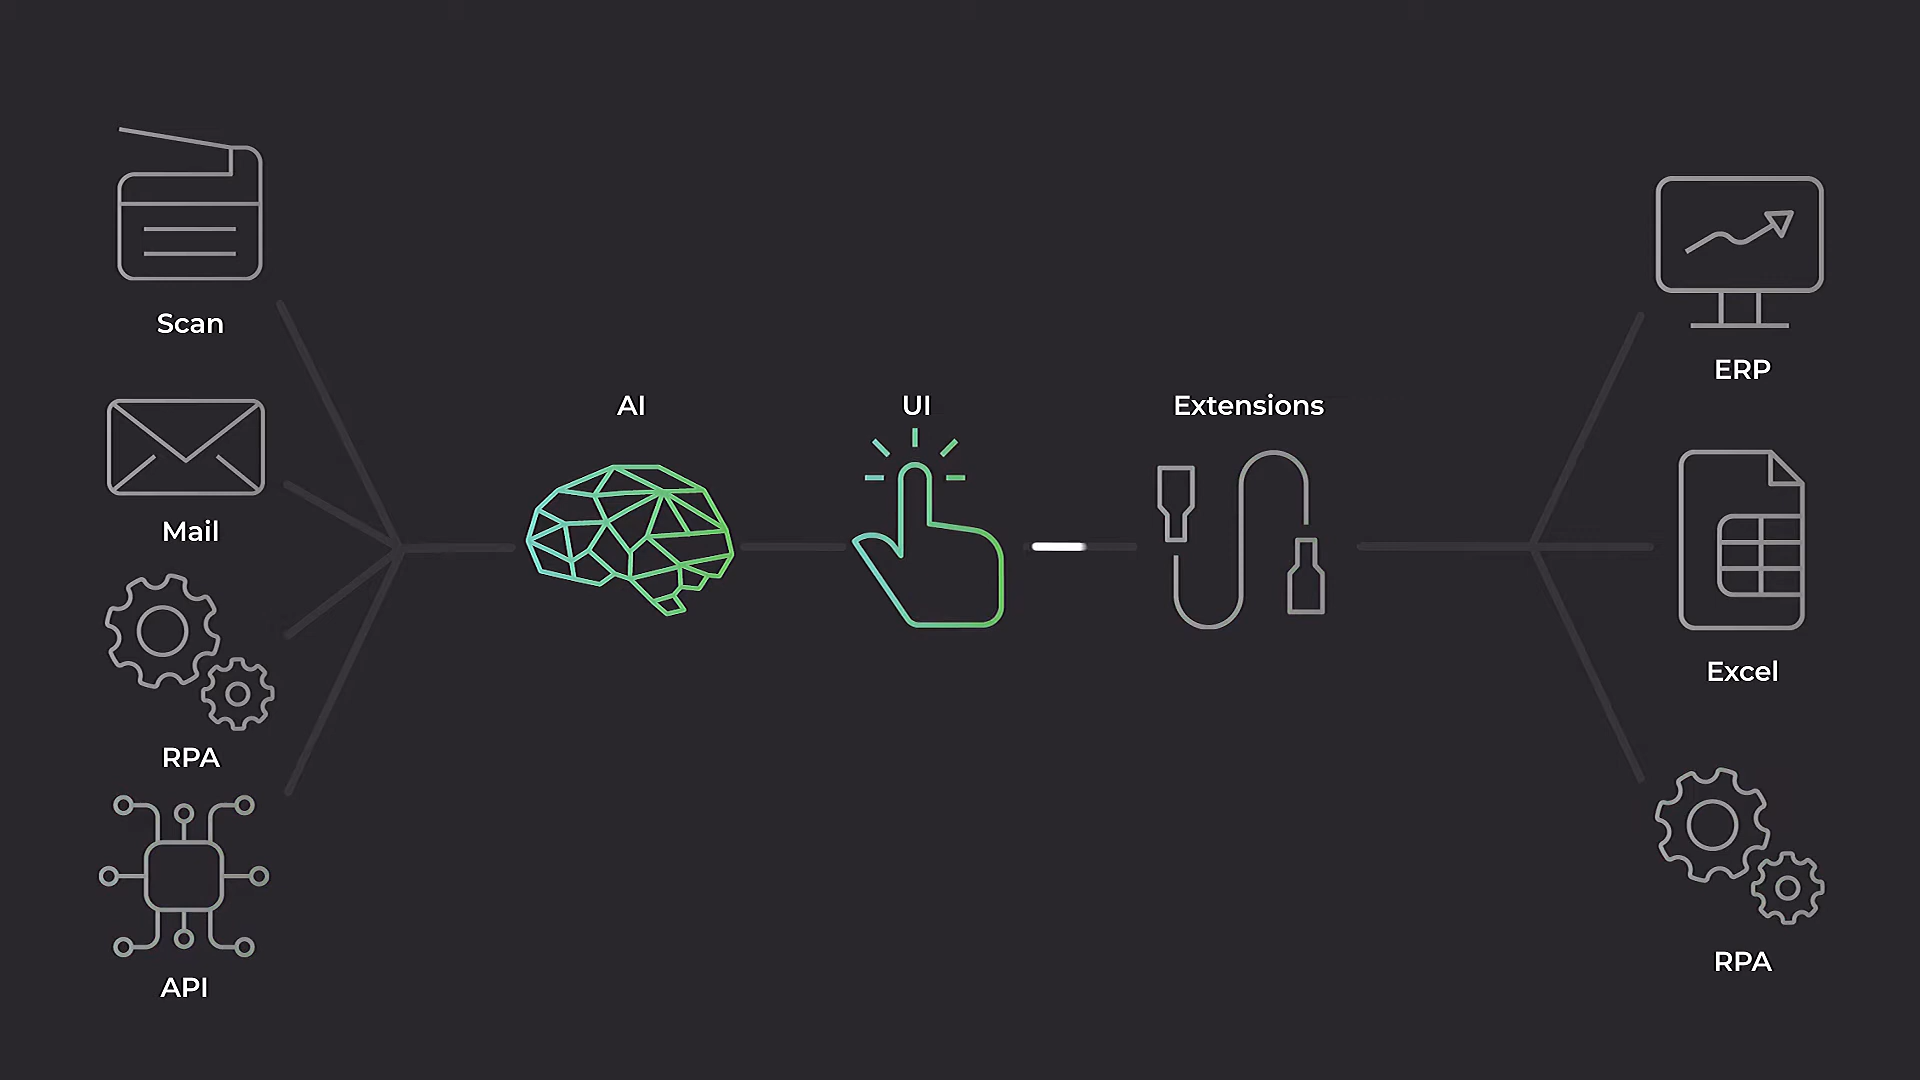 Scan
Mail
RPA
API
AI
UI
Extensions
ERP
Excel
RPA